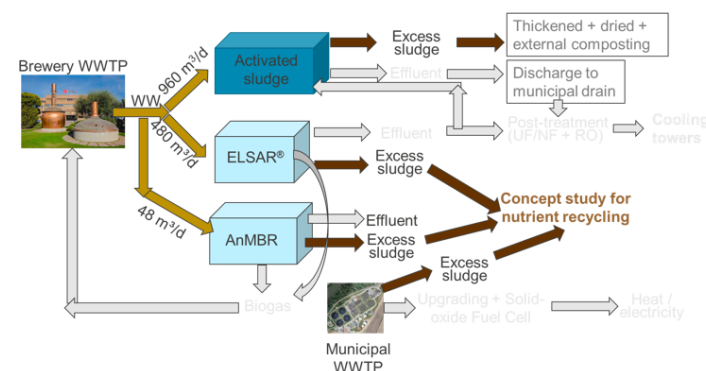 Brewery WWTP
WW
960 m³/d
480 m³/d
48 m³/d
Activated
sludge
Excess
sludge
Thickened + dried +
external composting
Effluent
Discharge to
municipal drain
Post-treatment
(UF/NF + RO)
Cooling
towers
ELSAR®
Effluent
Excess
sludge
Concept study for
nutrient recycling
AnMBR
Effluent
Excess
sludge
Excess
sludge
Biogas
Upgrading + Solid-
oxide Fuel Cell
Heat /
electricity
Municipal
WWTP